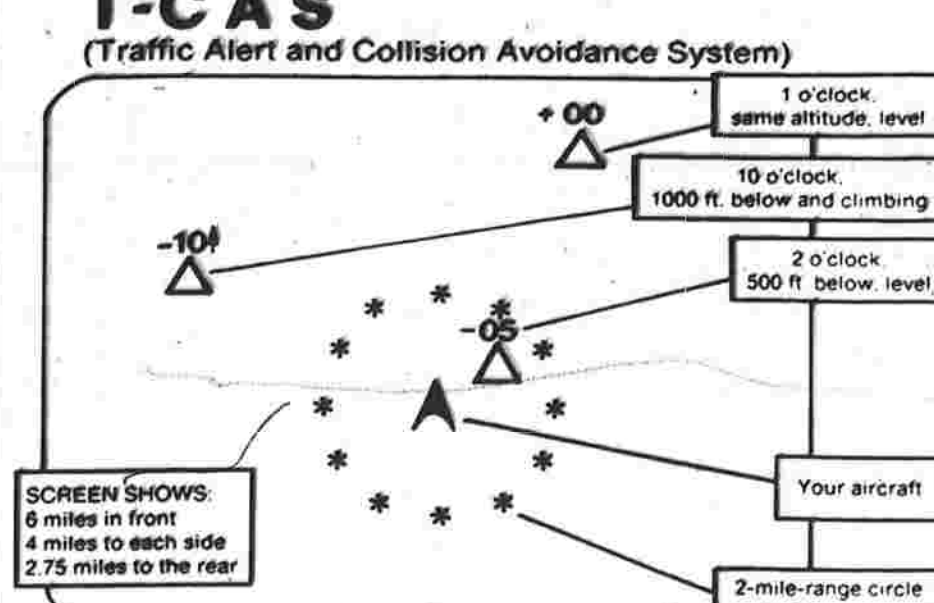 T-C A S
(Traffic Alert and Collision Avoidance System)
+ 00
1 o'clock,
same altitude, level
10 o'clock,
1000 ft. below and climbing
-10
2 o'clock,
500 ft below, level
-05
SCREEN SHOWS:
6 miles in front
4 miles to each side
2.75 miles to the rear
Your aircraft
2-mile-range circle